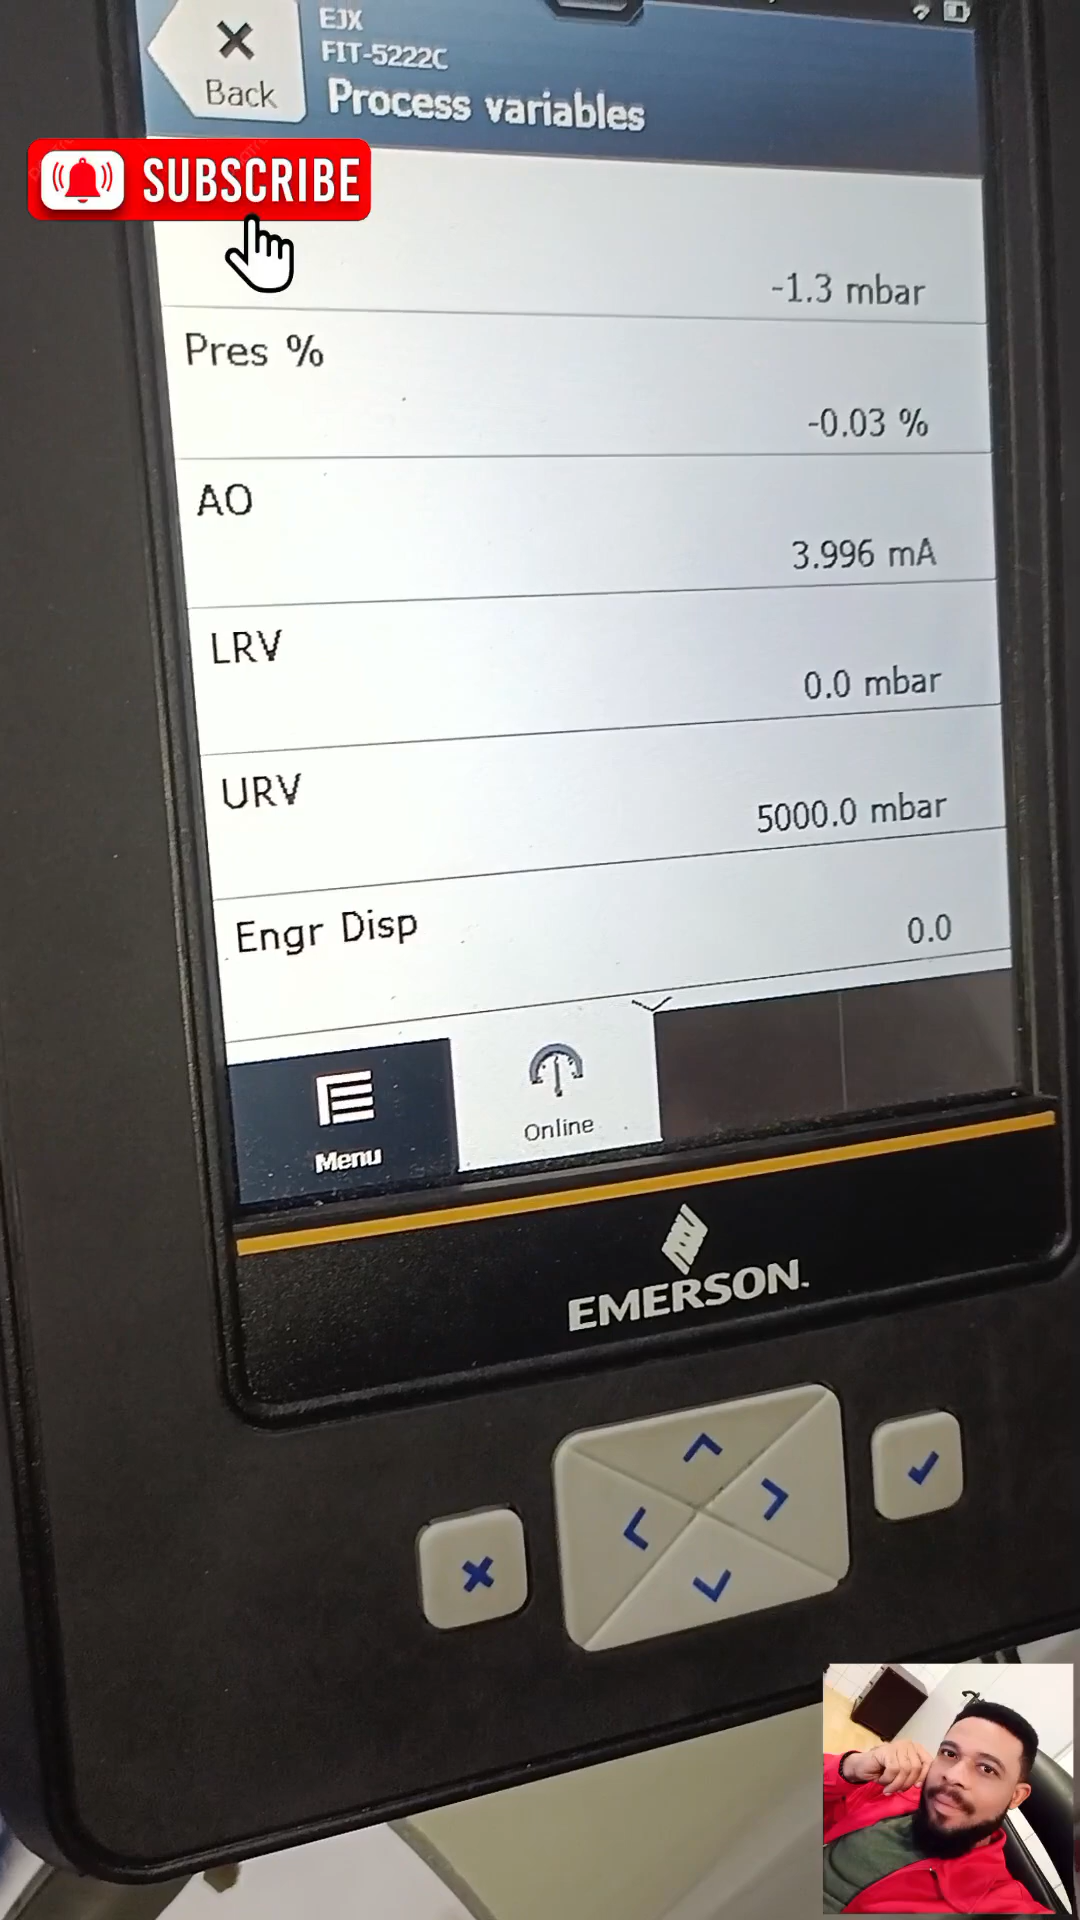 EJX
FIT-5222C
Back
Process variables
SUBSCRIBE
-1.3 mbar
Pres %
-0.03 %
AO
3.996 mA
LRV
0.0 mbar
URV
5000.0 mbar
Engr Disp
0.0
Menu
Online
EMERSON.